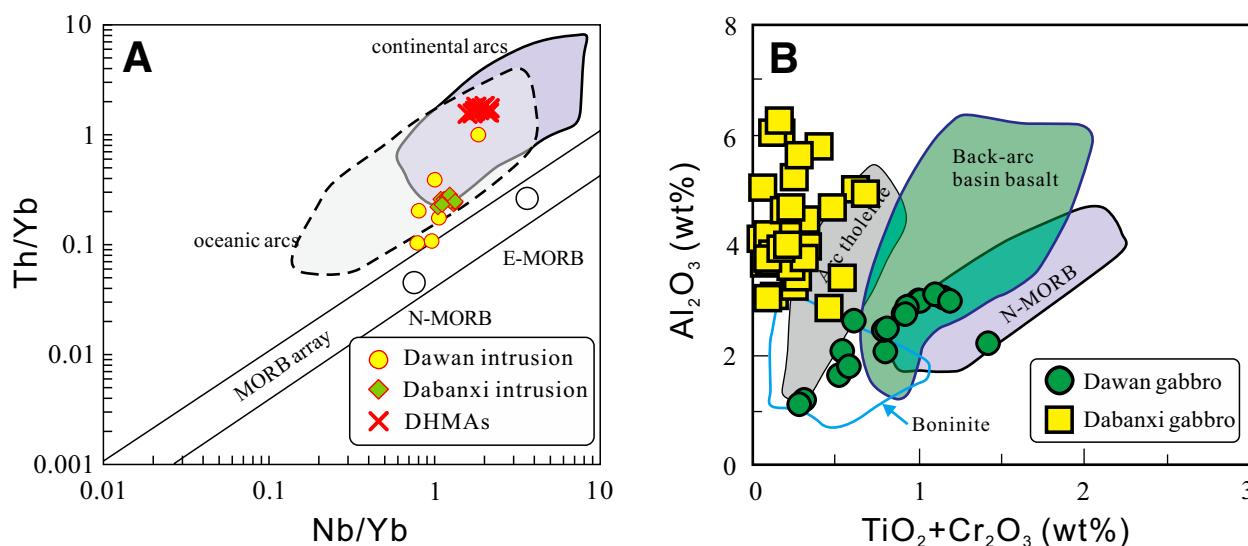 A
10
1
0.1
0.01
0.001
Th/Yb
continental arcs
oceanic arcs
E-MORB
N-MORB
MORB array
Dawan intrusion
Dabanxi intrusion
DHMAs
0.01
0.1
1
10
Nb/Yb
B
8
6
4
2
0
Al2O3 (wt%)
Back-arc
basin basalt
Arc tholeiite
N-MORB
Boninite
Dawan gabbro
Dabanxi gabbro
0
1
2
3
TiO2+Cr2O3 (wt%)